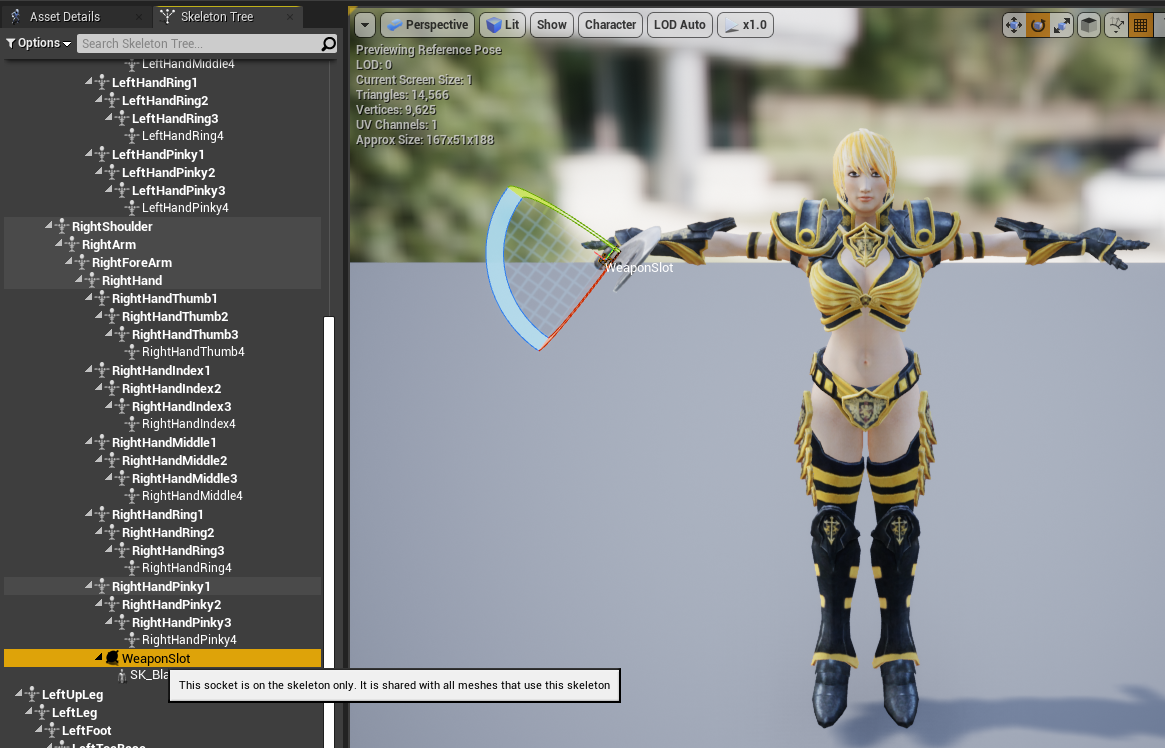 Asset Details
Skeleton Tree
Options
Search Skeleton Tree...
LeftHandMiddle4
LeftHandRing1
LeftHandRing2
LeftHandRing3
LeftHandRing4
LeftHandPinky1
LeftHandPinky2
LeftHandPinky3
LeftHandPinky4
RightShoulder
RightArm
RightForeArm
RightHand
RightHandThumb1
RightHandThumb2
RightHandThumb3
RightHandThumb4
RightHandIndex1
RightHandIndex2
RightHandIndex3
RightHandIndex4
RightHandMiddle1
RightHandMiddle2
RightHandMiddle3
RightHandMiddle4
RightHandRing1
RightHandRing2
RightHandRing3
RightHandRing4
RightHandPinky1
RightHandPinky2
RightHandPinky3
RightHandPinky4
WeaponSlot
SK_Bla
This socket is on the skeleton only. It is shared with all meshes that use this skeleton
LeftUpLeg
LeftLeg
LeftFoot
LeftToeBase
Perspective Lit Show Character LOD Auto x1.0
Previewing Reference Pose
LOD: 0
Current Screen Size: 1
Triangles: 14,566
Vertices: 9,625
UV Channels: 1
Approx Size: 167x51x188
WeaponSlot